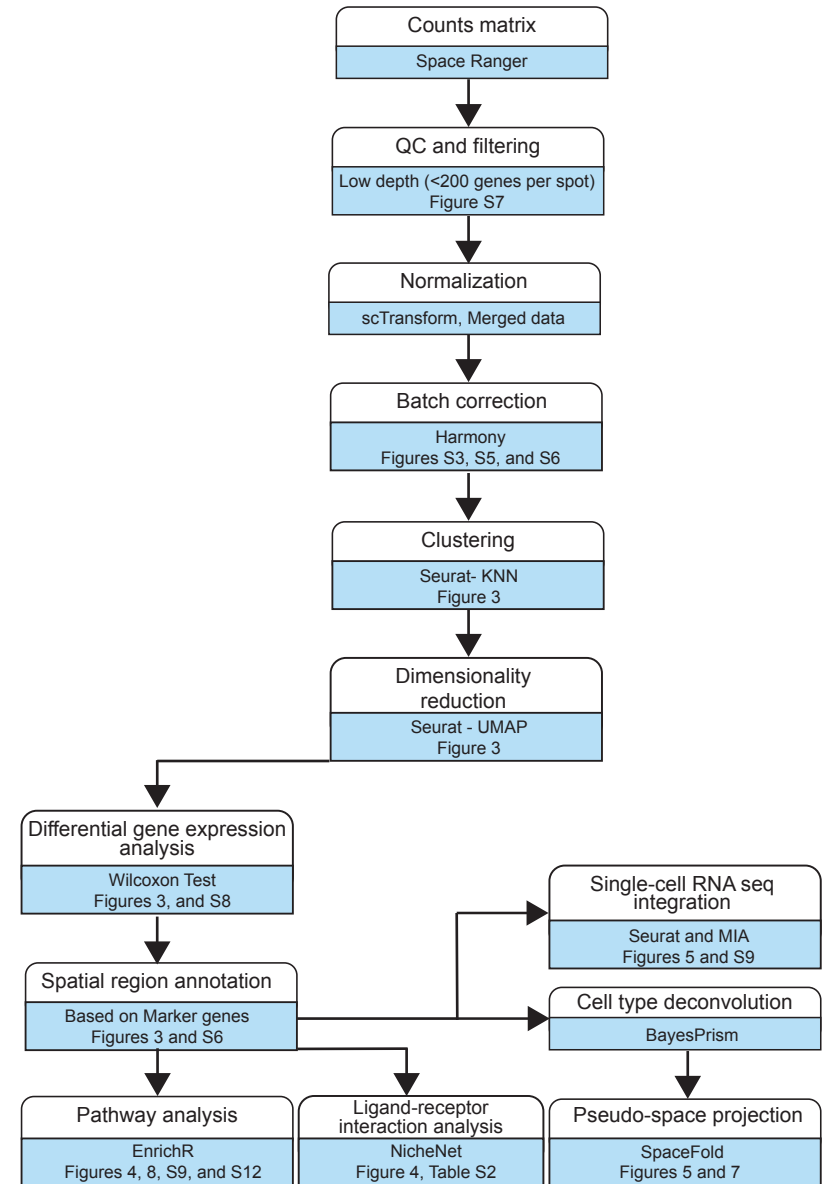 Counts matrix
Space Ranger
QC and filtering
Low depth (<200 genes per spot)
Figure S7
Normalization
scTransform, Merged data
Batch correction
Harmony
Figures S3, S5, and S6
Clustering
Seurat- KNN
Figure 3
Dimensionality
reduction
Seurat - UMAP
Figure 3
Differential gene expression
analysis
Wilcoxon Test
Figures 3, and S8
Single-cell RNA seq
integration
Seurat and MIA
Figures 5 and S9
Spatial region annotation
Based on Marker genes
Figures 3 and S6
Cell type deconvolution
BayesPrism
Pathway analysis
EnrichR
Figures 4, 8, S9, and S12
Ligand-receptor
interaction analysis
NicheNet
Figure 4, Table S2
Pseudo-space projection
SpaceFold
Figures 5 and 7